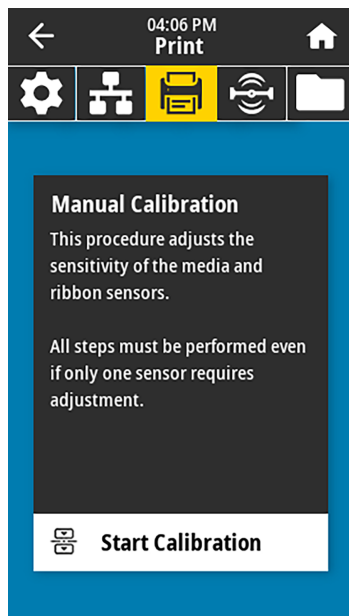 04:06 PM
Print
Manual Calibration
This procedure adjusts the
sensitivity of the media and
ribbon sensors.
All steps must be performed even
if only one sensor requires
adjustment.
Start Calibration